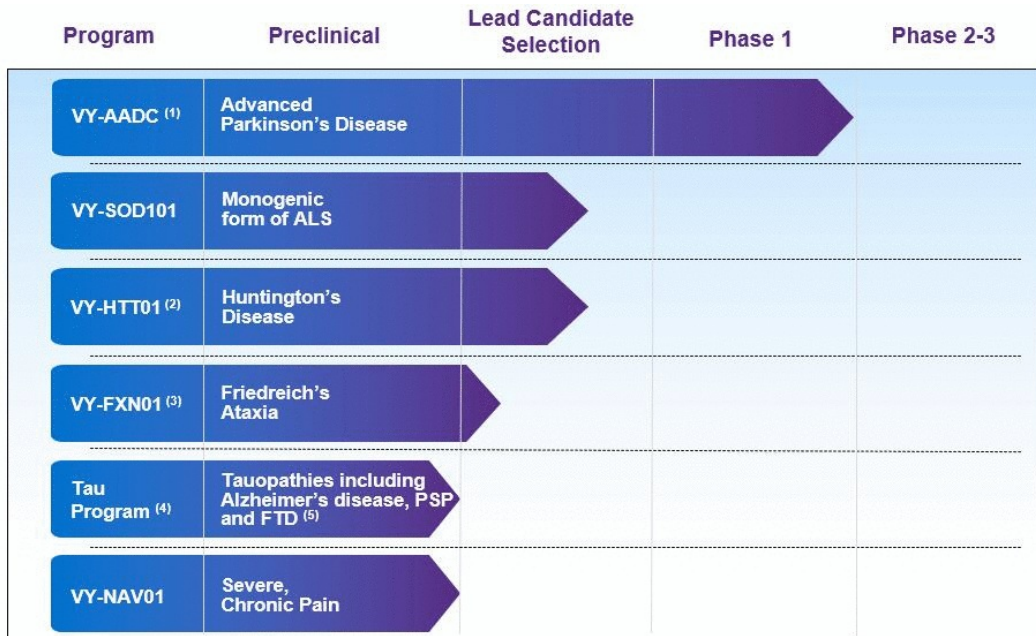 Program
Preclinical
Lead Candidate
Selection
Phase 1
Phase 2-3
VY-AADC (1)
Advanced
Parkinson's Disease
VY-SOD101
Monogenic
form of ALS
VY-HTT01 (2)
Huntington's
Disease
VY-FXN01 (3)
Friedreich's
Ataxia
Tau
Program (4)
Tauopathies including
Alzheimer's disease, PSP
and FTD (5)
VY-NAV01
Severe,
Chronic Pain